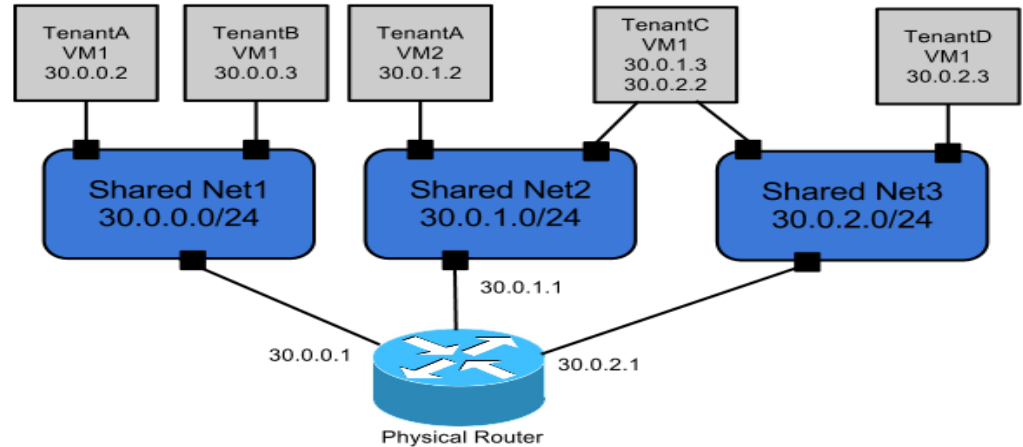 TenantA
VM1
30.0.0.2
TenantB
VM1
30.0.0.3
TenantA
VM2
30.0.1.2
TenantC
VM1
30.0.1.3
30.0.2.2
TenantD
VM1
30.0.2.3
Shared Net1
30.0.0.0/24
Shared Net2
30.0.1.0/24
Shared Net3
30.0.2.0/24
30.0.1.1
30.0.0.1
30.0.2.1
Physical Router